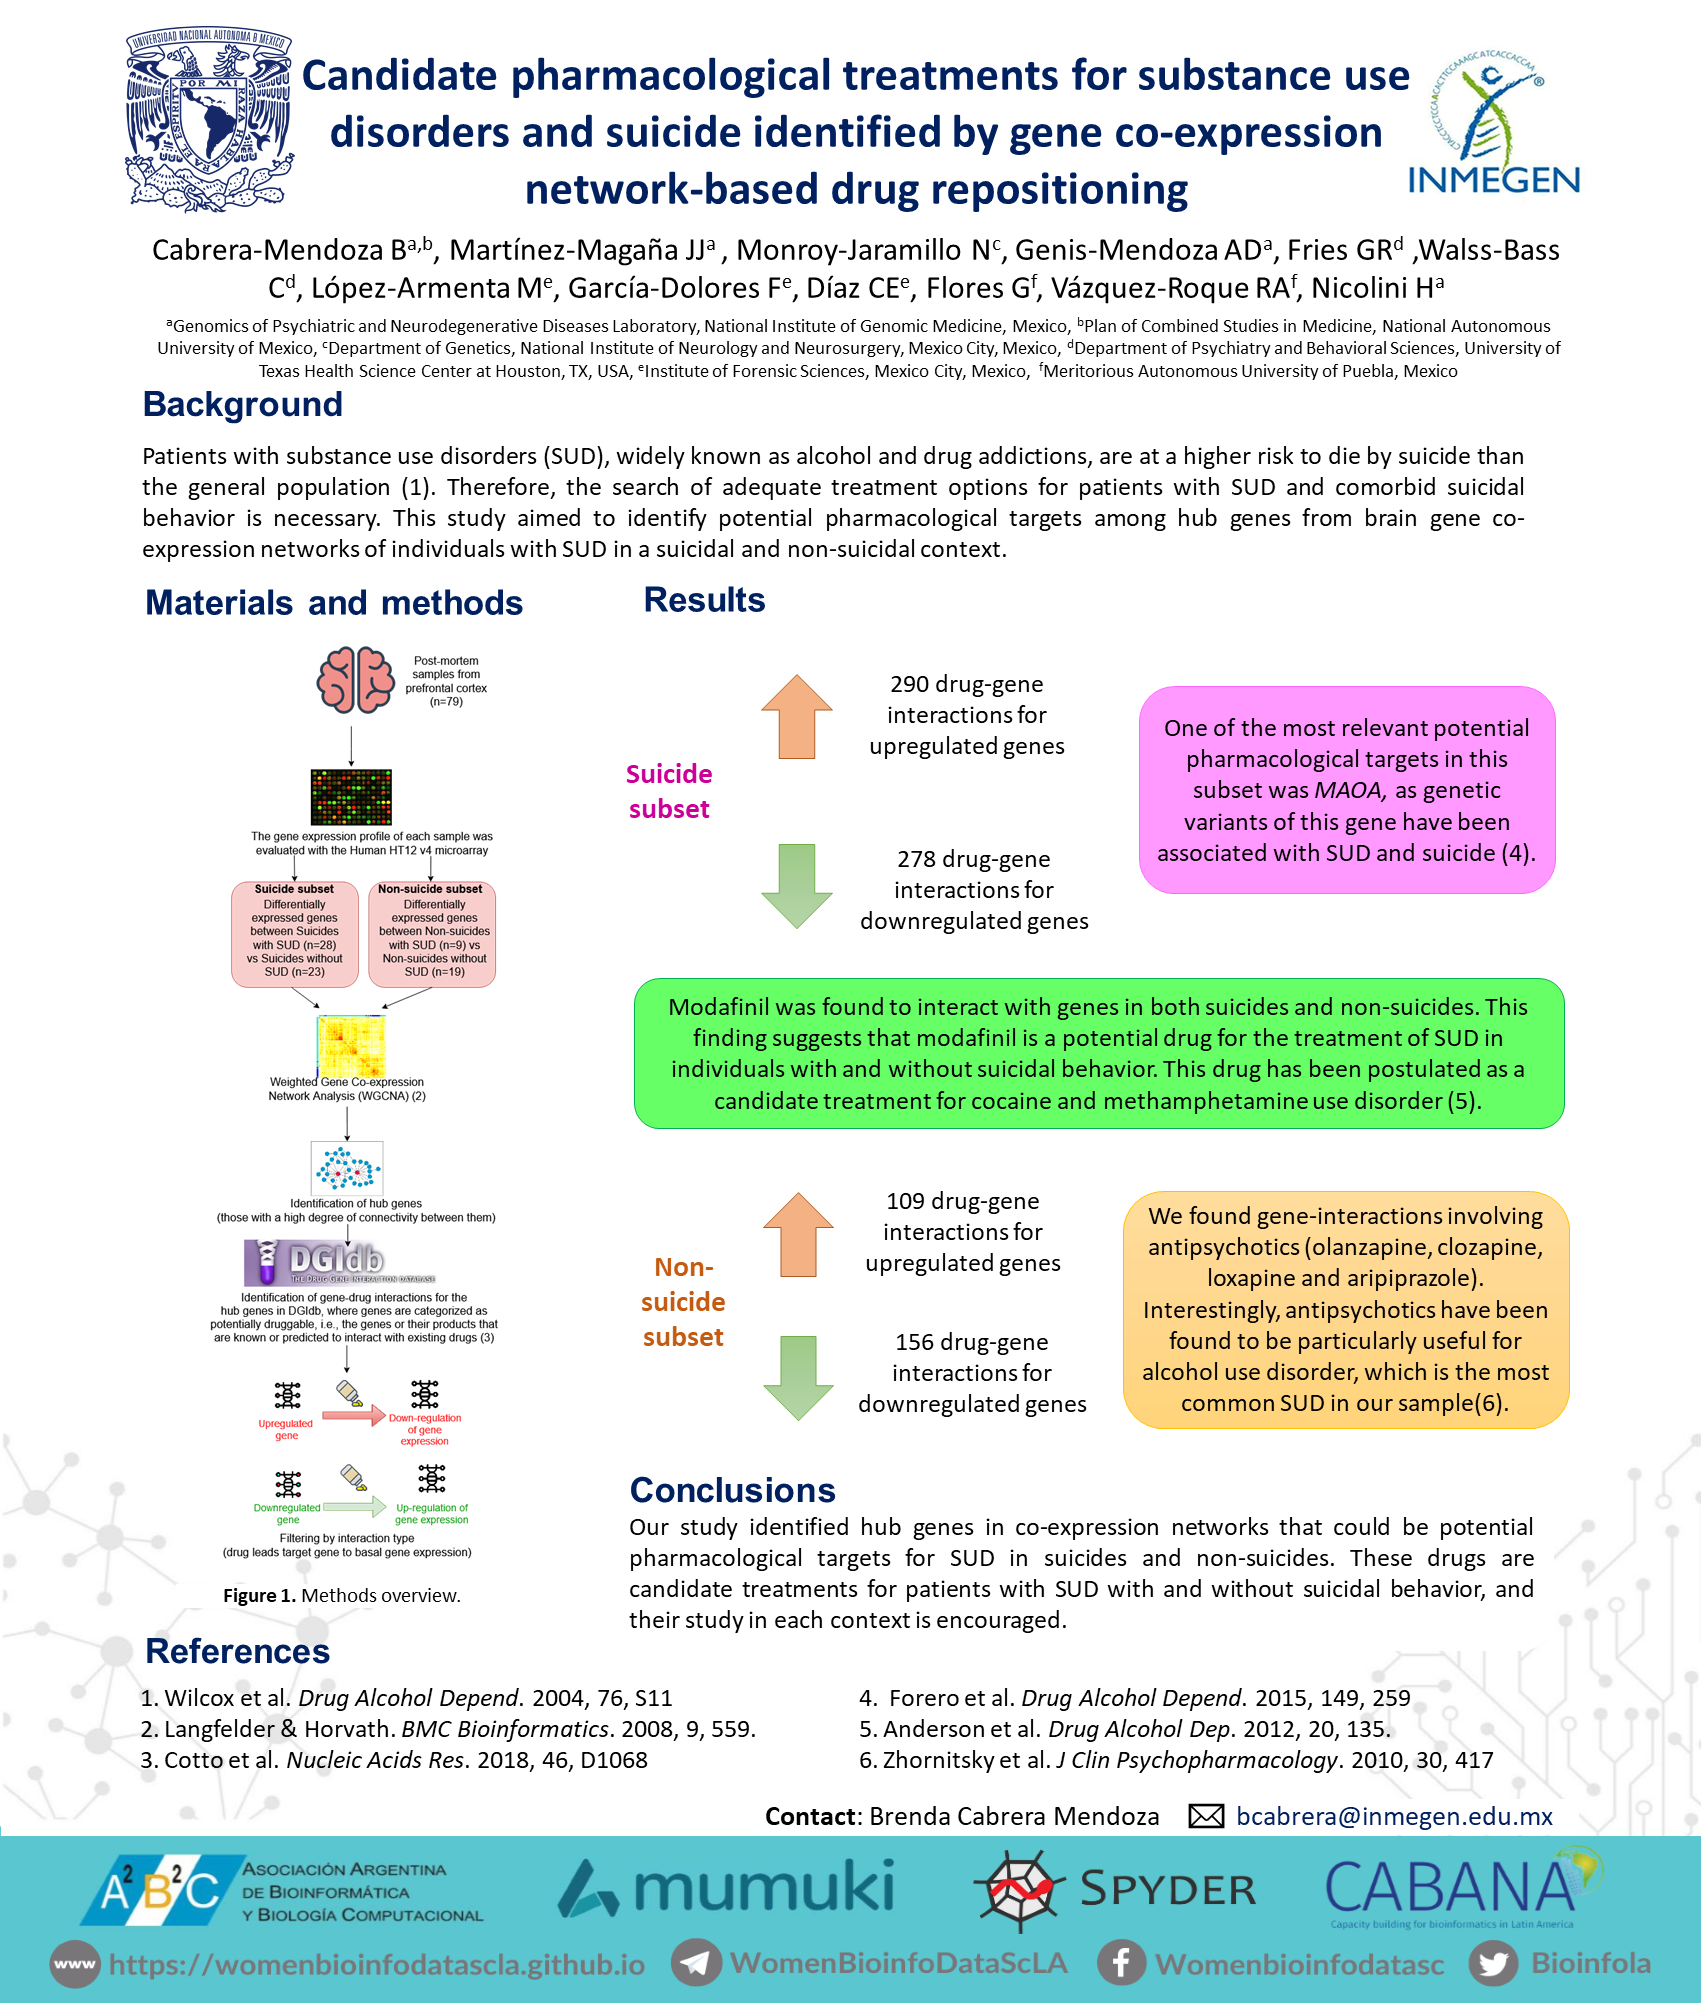 UNIVERSIDAD NACIONAL AUTONOMA
MEXICO
POR MI RAZA HABLARA EL ESPIRITU
Candidate pharmacological treatments for substance use
disorders and suicide identified by gene co-expression
network-based drug repositioning
®
INMEGEN
Cabrera-Mendoza Bᵃ,ᵇ, Martínez-Magaña JJᵃ , Monroy-Jaramillo Nᶜ, Genis-Mendoza ADᵃ, Fries GRᵈ ,Walss-Bass
Cᵈ, López-Armenta Mᵉ, García-Dolores Fᵉ, Díaz CEᵉ, Flores Gᶠ, Vázquez-Roque RAᶠ, Nicolini Hᵃ
ᵃGenomics of Psychiatric and Neurodegenerative Diseases Laboratory, National Institute of Genomic Medicine, Mexico, ᵇPlan of Combined Studies in Medicine, National Autonomous
University of Mexico, ᶜDepartment of Genetics, National Institute of Neurology and Neurosurgery, Mexico City, Mexico, ᵈDepartment of Psychiatry and Behavioral Sciences, University of
Texas Health Science Center at Houston, TX, USA, ᵉInstitute of Forensic Sciences, Mexico City, Mexico, ᶠMeritorious Autonomous University of Puebla, Mexico
Background
Patients with substance use disorders (SUD), widely known as alcohol and drug addictions, are at a higher risk to die by suicide than
the general population (1). Therefore, the search of adequate treatment options for patients with SUD and comorbid suicidal
behavior is necessary. This study aimed to identify potential pharmacological targets among hub genes from brain gene co-
expression networks of individuals with SUD in a suicidal and non-suicidal context.
Materials and methods
Post-mortem
samples from
prefrontal cortex
(n=79)
The gene expression profile of each sample was
evaluated with the Human HT12 v4 microarray
Suicide subset
Differentially
expressed genes
between Suicides
with SUD (n=28)
vs Suicides without
SUD (n=23)
Non-suicide subset
Differentially
expressed genes
between Non-suicides
with SUD (n=9) vs
Non-suicides without
SUD (n=19)
Weighted Gene Co-expression
Network Analysis (WGCNA) (2)
Identification of hub genes
(those with a high degree of connectivity between them)
DGIdb
THE DRUG GENE INTERACTION DATABASE
Identification of gene-drug interactions for the
hub genes in DGIdb, where genes are categorized as
potentially druggable, i.e., the genes or their products that
are known or predicted to interact with existing drugs (3)
Upregulated
gene
Down-regulation
of gene
expression
Downregulated
gene
Up-regulation of
gene expression
Filtering by interaction type
(drug leads target gene to basal gene expression)
Figure 1. Methods overview.
Results
Suicide
subset
290 drug-gene
interactions for
upregulated genes
278 drug-gene
interactions for
downregulated genes
One of the most relevant potential
pharmacological targets in this
subset was MAOA, as genetic
variants of this gene have been
associated with SUD and suicide (4).
Modafinil was found to interact with genes in both suicides and non-suicides. This
finding suggests that modafinil is a potential drug for the treatment of SUD in
individuals with and without suicidal behavior. This drug has been postulated as a
candidate treatment for cocaine and methamphetamine use disorder (5).
Non-
suicide
subset
109 drug-gene
interactions for
upregulated genes
156 drug-gene
interactions for
downregulated genes
We found gene-interactions involving
antipsychotics (olanzapine, clozapine,
loxapine and aripiprazole).
Interestingly, antipsychotics have been
found to be particularly useful for
alcohol use disorder, which is the most
common SUD in our sample(6).
Conclusions
Our study identified hub genes in co-expression networks that could be potential
pharmacological targets for SUD in suicides and non-suicides. These drugs are
candidate treatments for patients with SUD with and without suicidal behavior, and
their study in each context is encouraged.
References
1. Wilcox et al. Drug Alcohol Depend. 2004, 76, S11
2. Langfelder & Horvath. BMC Bioinformatics. 2008, 9, 559.
3. Cotto et al. Nucleic Acids Res. 2018, 46, D1068
4. Forero et al. Drug Alcohol Depend. 2015, 149, 259
5. Anderson et al. Drug Alcohol Dep. 2012, 20, 135.
6. Zhornitsky et al. J Clin Psychopharmacology. 2010, 30, 417
Contact: Brenda Cabrera Mendoza bcabrera@inmegen.edu.mx
A²B²C
ASOCIACIÓN ARGENTINA
DE BIOINFORMÁTICA
Y BIOLOGÍA COMPUTACIONAL
mumuki
SPYDER
CABANA
Capacity building for bioinformatics in Latin America
www https://womenbioinfodatascla.github.io
WomenBioinfoDataScLA
Womenbioinfodatasc
Bioinfola